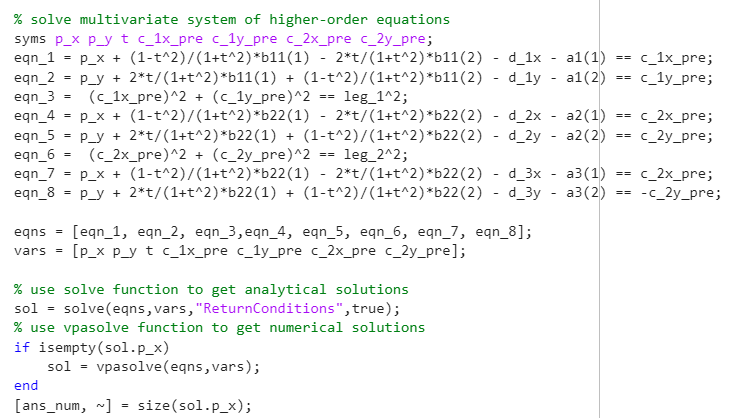 % solve multivariate system of higher-order equations
syms p_x p_y t c_1x_pre c_1y_pre c_2x_pre c_2y_pre;
eqn_1 = p_x + (1-t^2)/(1+t^2)*b11(1) - 2*t/(1+t^2)*b11(2) - d_1x - a1(1) == c_1x_pre;
eqn_2 = p_y + 2*t/(1+t^2)*b11(1) + (1-t^2)/(1+t^2)*b11(2) - d_1y - a1(2) == c_1y_pre;
eqn_3 =  (c_1x_pre)^2 + (c_1y_pre)^2 == leg_1^2;
eqn_4 = p_x + (1-t^2)/(1+t^2)*b22(1) - 2*t/(1+t^2)*b22(2) - d_2x - a2(1) == c_2x_pre;
eqn_5 = p_y + 2*t/(1+t^2)*b22(1) + (1-t^2)/(1+t^2)*b22(2) - d_2y - a2(2) == c_2y_pre;
eqn_6 =  (c_2x_pre)^2 + (c_2y_pre)^2 == leg_2^2;
eqn_7 = p_x + (1-t^2)/(1+t^2)*b22(1) - 2*t/(1+t^2)*b22(2) - d_3x - a3(1) == c_2x_pre;
eqn_8 = p_y + 2*t/(1+t^2)*b22(1) + (1-t^2)/(1+t^2)*b22(2) - d_3y - a3(2) == -c_2y_pre;
eqns = [eqn_1, eqn_2, eqn_3,eqn_4, eqn_5, eqn_6, eqn_7, eqn_8];
vars = [p_x p_y t c_1x_pre c_1y_pre c_2x_pre c_2y_pre];
% use solve function to get analytical solutions
sol = solve(eqns,vars,"ReturnConditions",true);
% use vpasolve function to get numerical solutions
if isempty(sol.p_x)
    sol = vpasolve(eqns,vars);
end
[ans_num, ~] = size(sol.p_x);